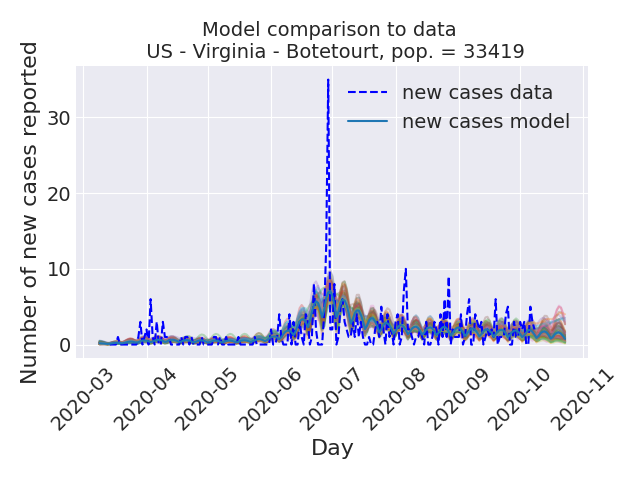 Model comparison to data
US - Virginia - Botetourt, pop. = 33419
Number of new cases reported
30
20
10
0
new cases data
new cases model
2020-03
2020-04
2020-05
2020-06
2020-07
2020-08
2020-09
2020-10
2020-11
Day